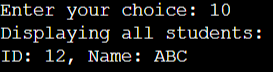 Enter your choice: 10
Displaying all students:
ID: 12, Name: ABC